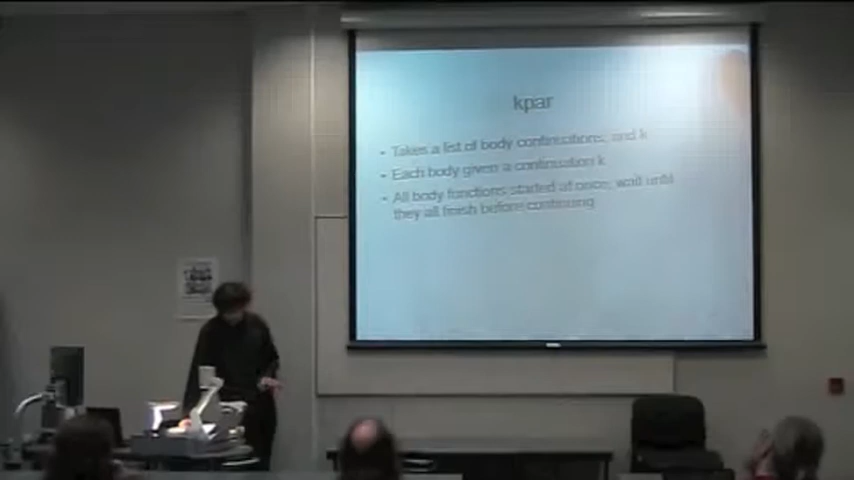 kpar
- Takes a list of body continuations, and k
- Each body given a continuation k
- All body functions started at once, wait until
they all finish before continuing